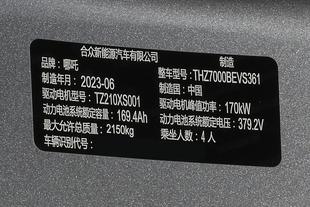 合众新能源汽车有限公司 制造
品牌：哪吒 整车型号：THZ7000BEVS361
制造年月：2023-06 制造国：中国
驱动电机型号：TZ210XS001 驱动电机峰值功率：170kW
动力电池系统额定容量：169.4Ah 动力电池系统额定电压：379.2V
最大允许总质量：2150kg 乘坐人数：4人
车辆识别代号：